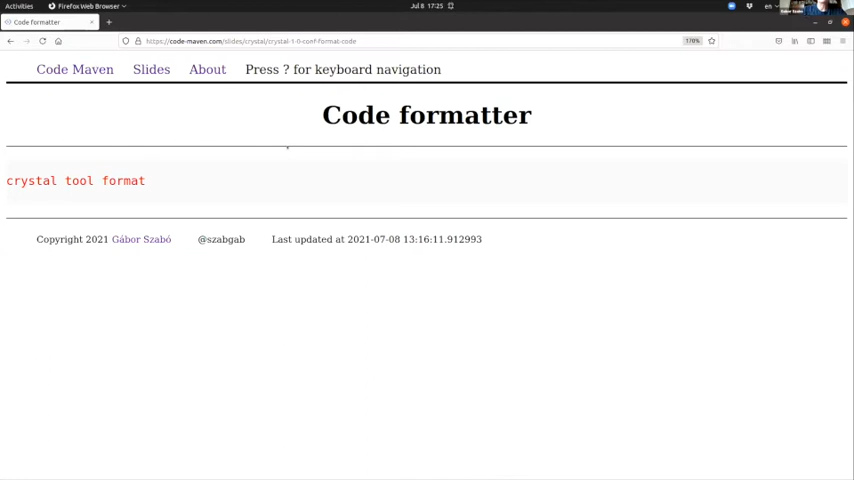 Activities Firefox Web Browser Jul 8 17:25 en
Code formatter
https://code-maven.com/slides/crystal/crystal-1-0-conf-format-code 170%
Code Maven Slides About Press ? for keyboard navigation
Code formatter
crystal tool format
Copyright 2021 Gábor Szabó @szabgab Last updated at 2021-07-08 13:16:11.912993